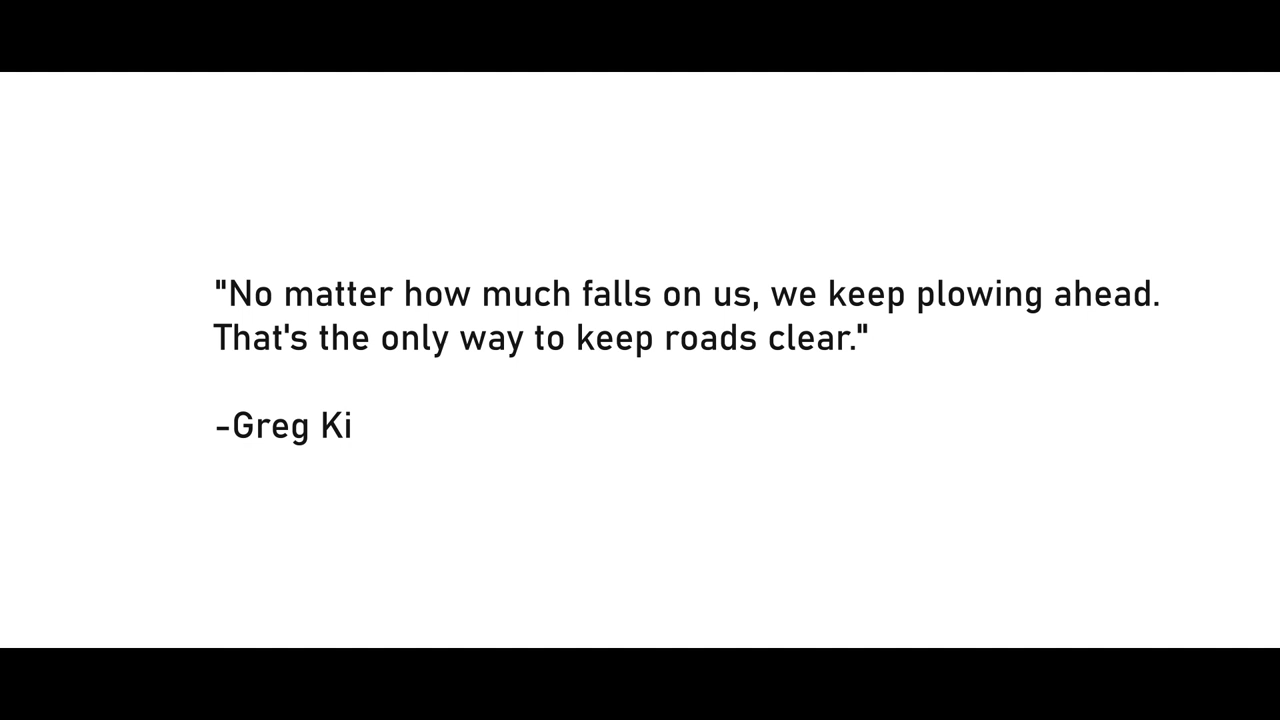 "No matter how much falls on us, we keep plowing ahead.
That's the only way to keep roads clear."
-Greg Ki